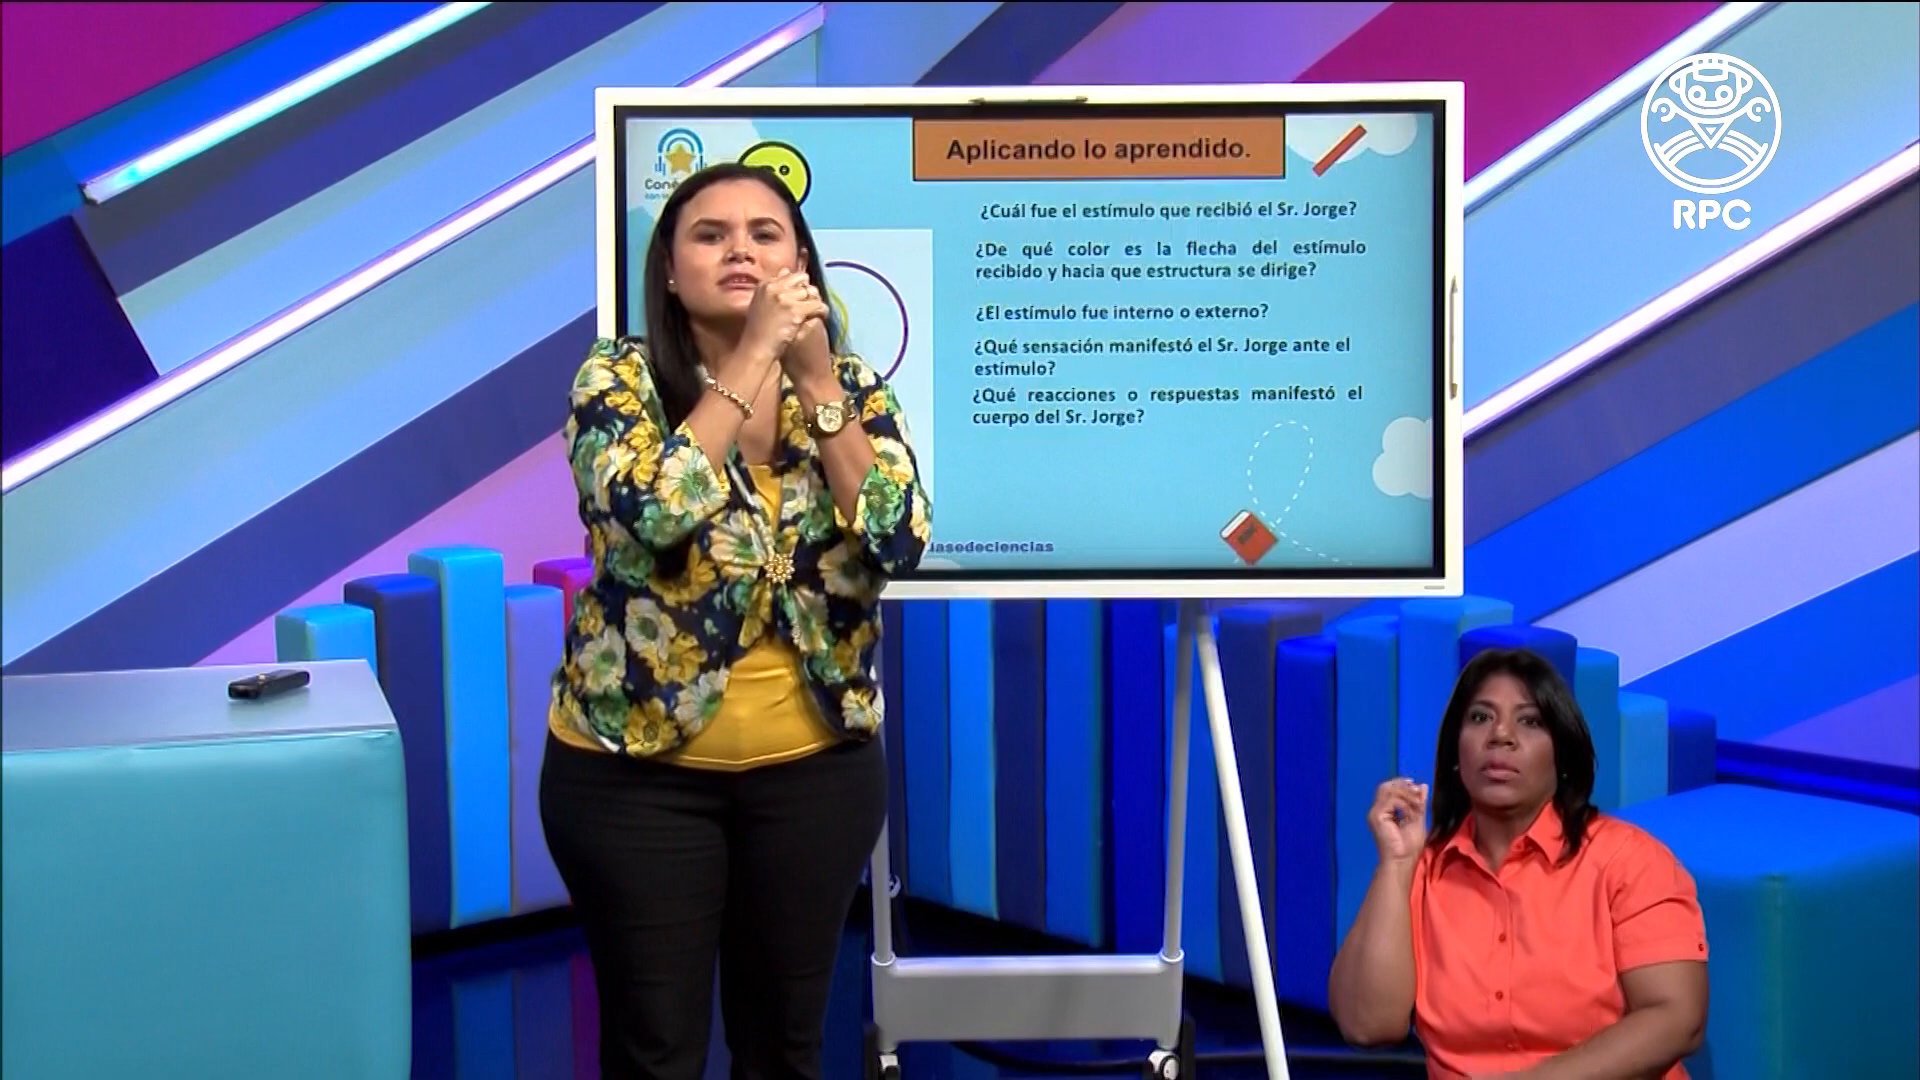 RPC
Aplicando lo aprendido.
¿Cuál fue el estímulo que recibió el Sr. Jorge?
¿De qué color es la flecha del estímulo
recibido y hacia que estructura se dirige?
¿El estímulo fue interno o externo?
¿Qué sensación manifestó el Sr. Jorge ante el
estímulo?
¿Qué reacciones o respuestas manifestó el
cuerpo del Sr. Jorge?